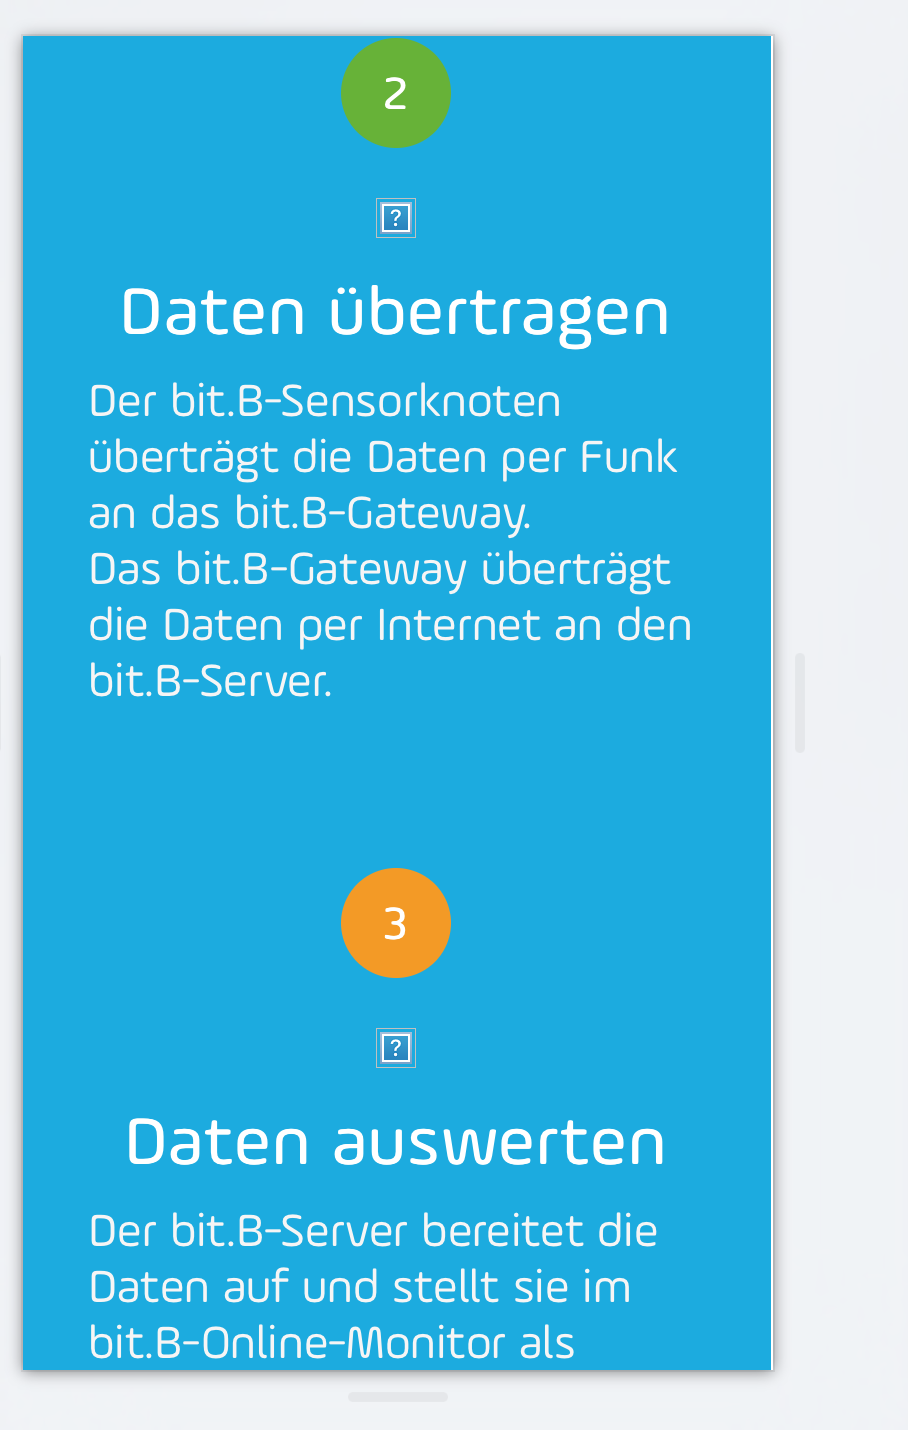 2
?
Daten übertragen
Der bit.B-Sensorknoten
überträgt die Daten per Funk
an das bit.B-Gateway.
Das bit.B-Gateway überträgt
die Daten per Internet an den
bit.B-Server.
3
?
Daten auswerten
Der bit.B-Server bereitet die
Daten auf und stellt sie im
bit.B-Online-Monitor als